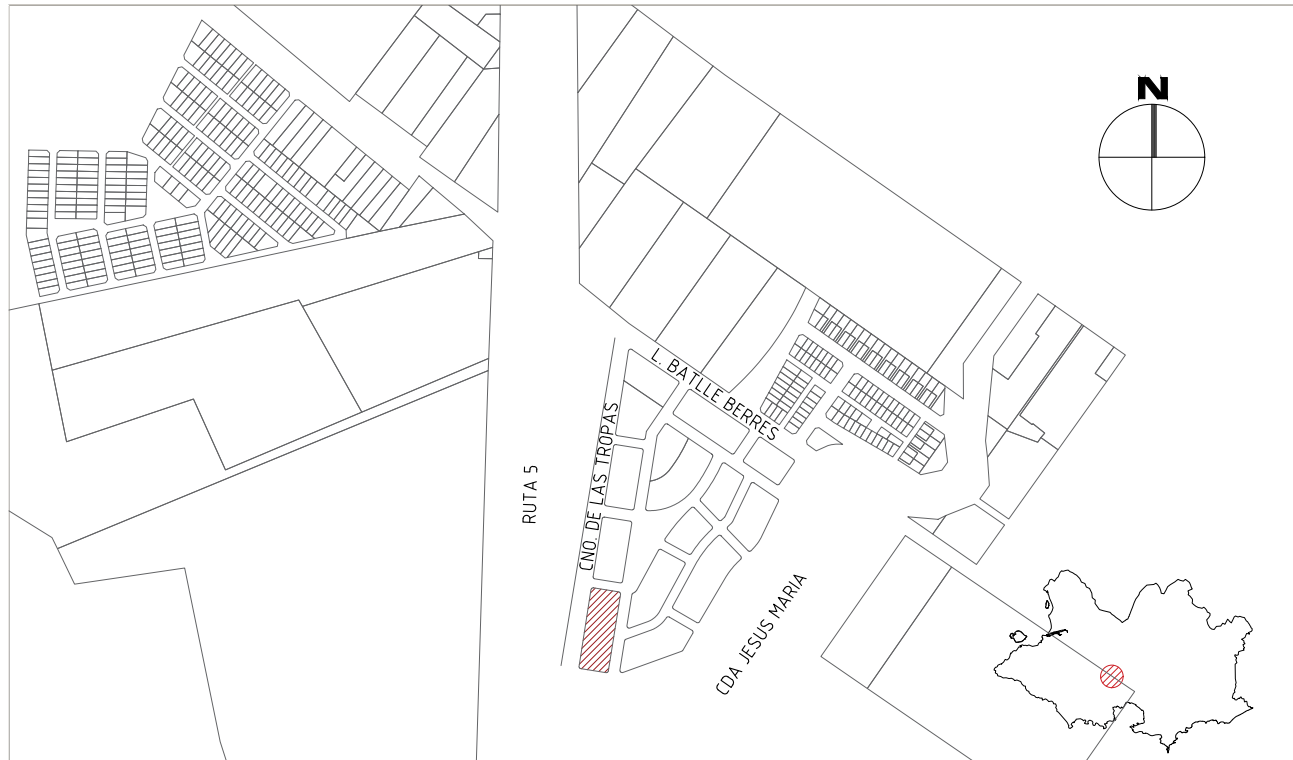 N
L. BATLLE BERRES
CNO. DE LAS TROPAS
RUTA 5
CDA JESUS MARIA